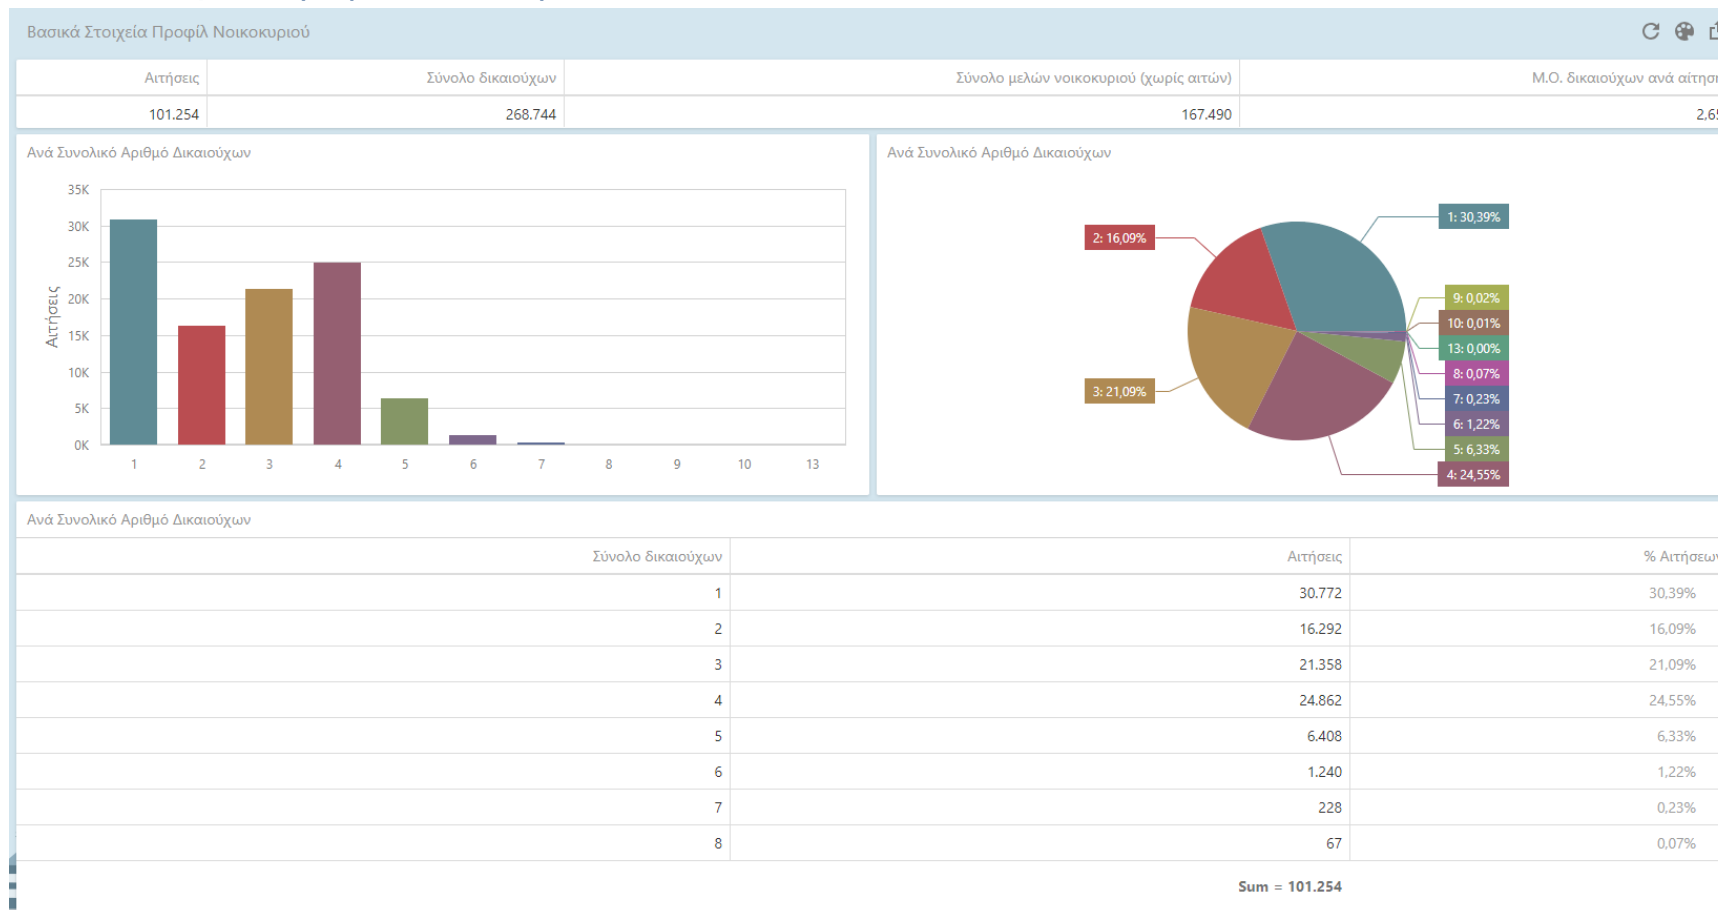 Βασικά Στοιχεία Προφίλ Νοικοκυριού
Αιτήσεις Σύνολο δικαιούχων Σύνολο μελών νοικοκυριού (χωρίς αιτών) Μ.Ο. δικαιούχων ανά αίτηση
101.254 268.744 167.490 2,65
Ανά Συνολικό Αριθμό Δικαιούχων
35K
30K
25K
20K
15K
10K
5K
0K
Αιτήσεις
1 2 3 4 5 6 7 8 9 10 13
Ανά Συνολικό Αριθμό Δικαιούχων
1: 30,39%
2: 16,09%
9: 0,02%
10: 0,01%
13: 0,00%
8: 0,07%
3: 21,09%
7: 0,23%
6: 1,22%
5: 6,33%
4: 24,55%
Ανά Συνολικό Αριθμό Δικαιούχων
Σύνολο δικαιούχων Αιτήσεις % Αιτήσεων
1 30.772 30,39%
2 16.292 16,09%
3 21.358 21,09%
4 24.862 24,55%
5 6.408 6,33%
6 1.240 1,22%
7 228 0,23%
8 67 0,07%
Sum = 101.254